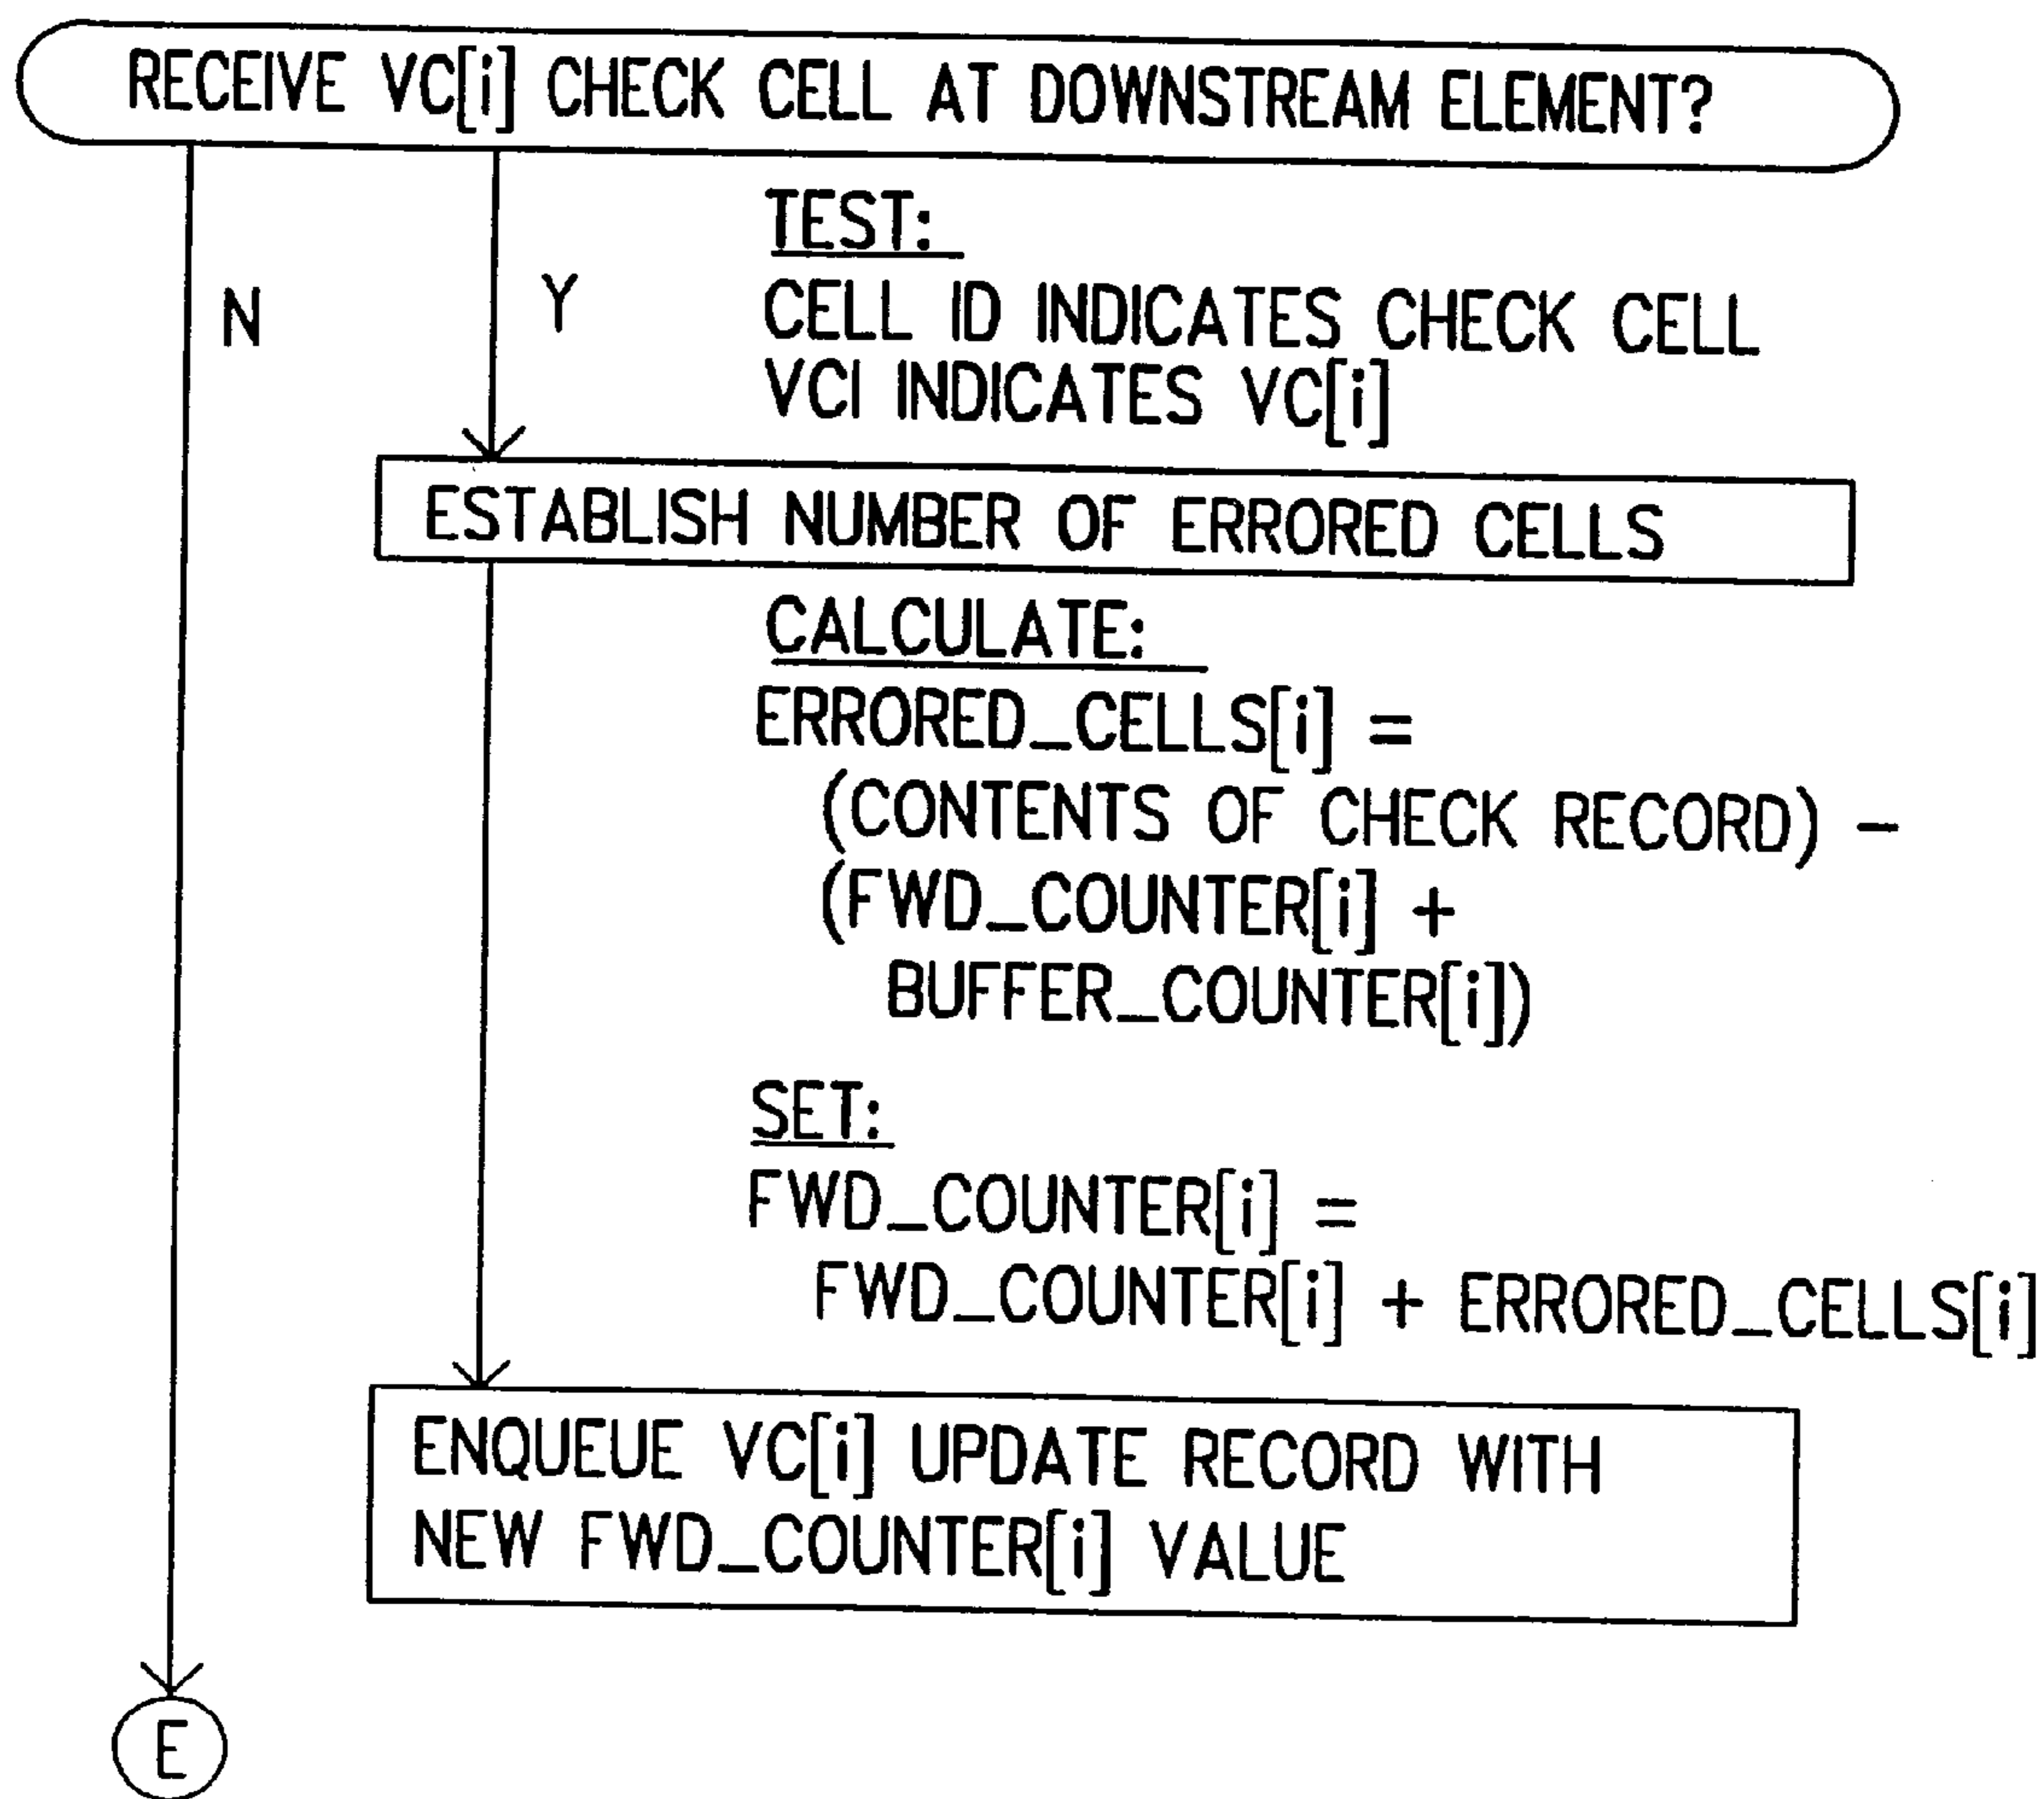 RECEIVE VC[i] CHECK CELL AT DOWNSTREAM ELEMENT?
TEST:
N
Y
CELL ID INDICATES CHECK CELL
VCI INDICATES VC[i]
ESTABLISH NUMBER OF ERRORED CELLS
CALCULATE:
ERRORED_CELLS[i] =
(CONTENTS OF CHECK RECORD) –
(FWD_COUNTER[i] +
BUFFER_COUNTER[i])
SET:
FWD_COUNTER[i] =
FWD_COUNTER[i] + ERRORED_CELLS[i]
ENQUEUE VC[i] UPDATE RECORD WITH
NEW FWD_COUNTER[i] VALUE
E